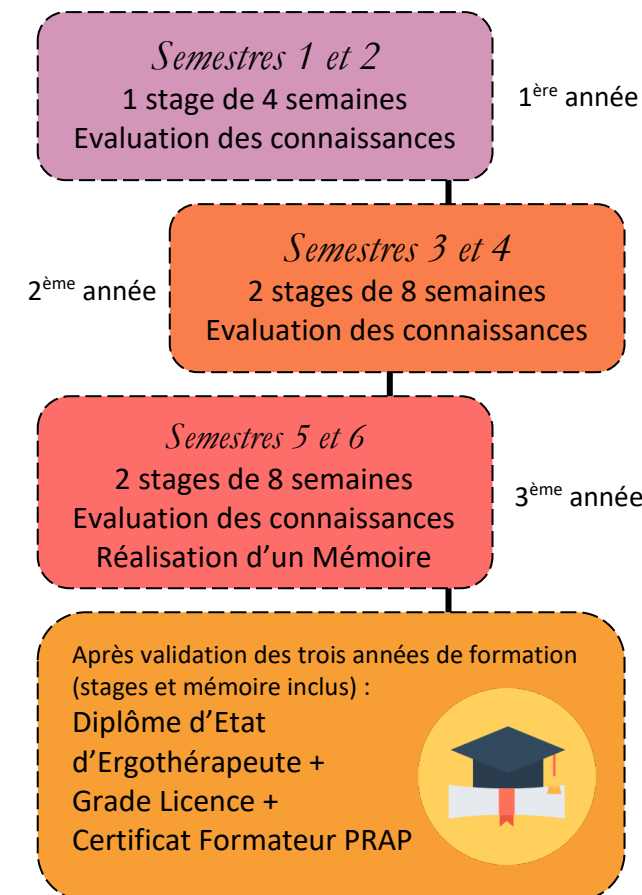 Semestres 1 et 2
1 stage de 4 semaines
Evaluation des connaissances
1ère année
Semestres 3 et 4
2 stages de 8 semaines
Evaluation des connaissances
2ème année
Semestres 5 et 6
2 stages de 8 semaines
Evaluation des connaissances
Réalisation d’un Mémoire
3ème année
Après validation des trois années de formation
(stages et mémoire inclus) :
Diplôme d’Etat
d’Ergothérapeute +
Grade Licence +
Certificat Formateur PRAP